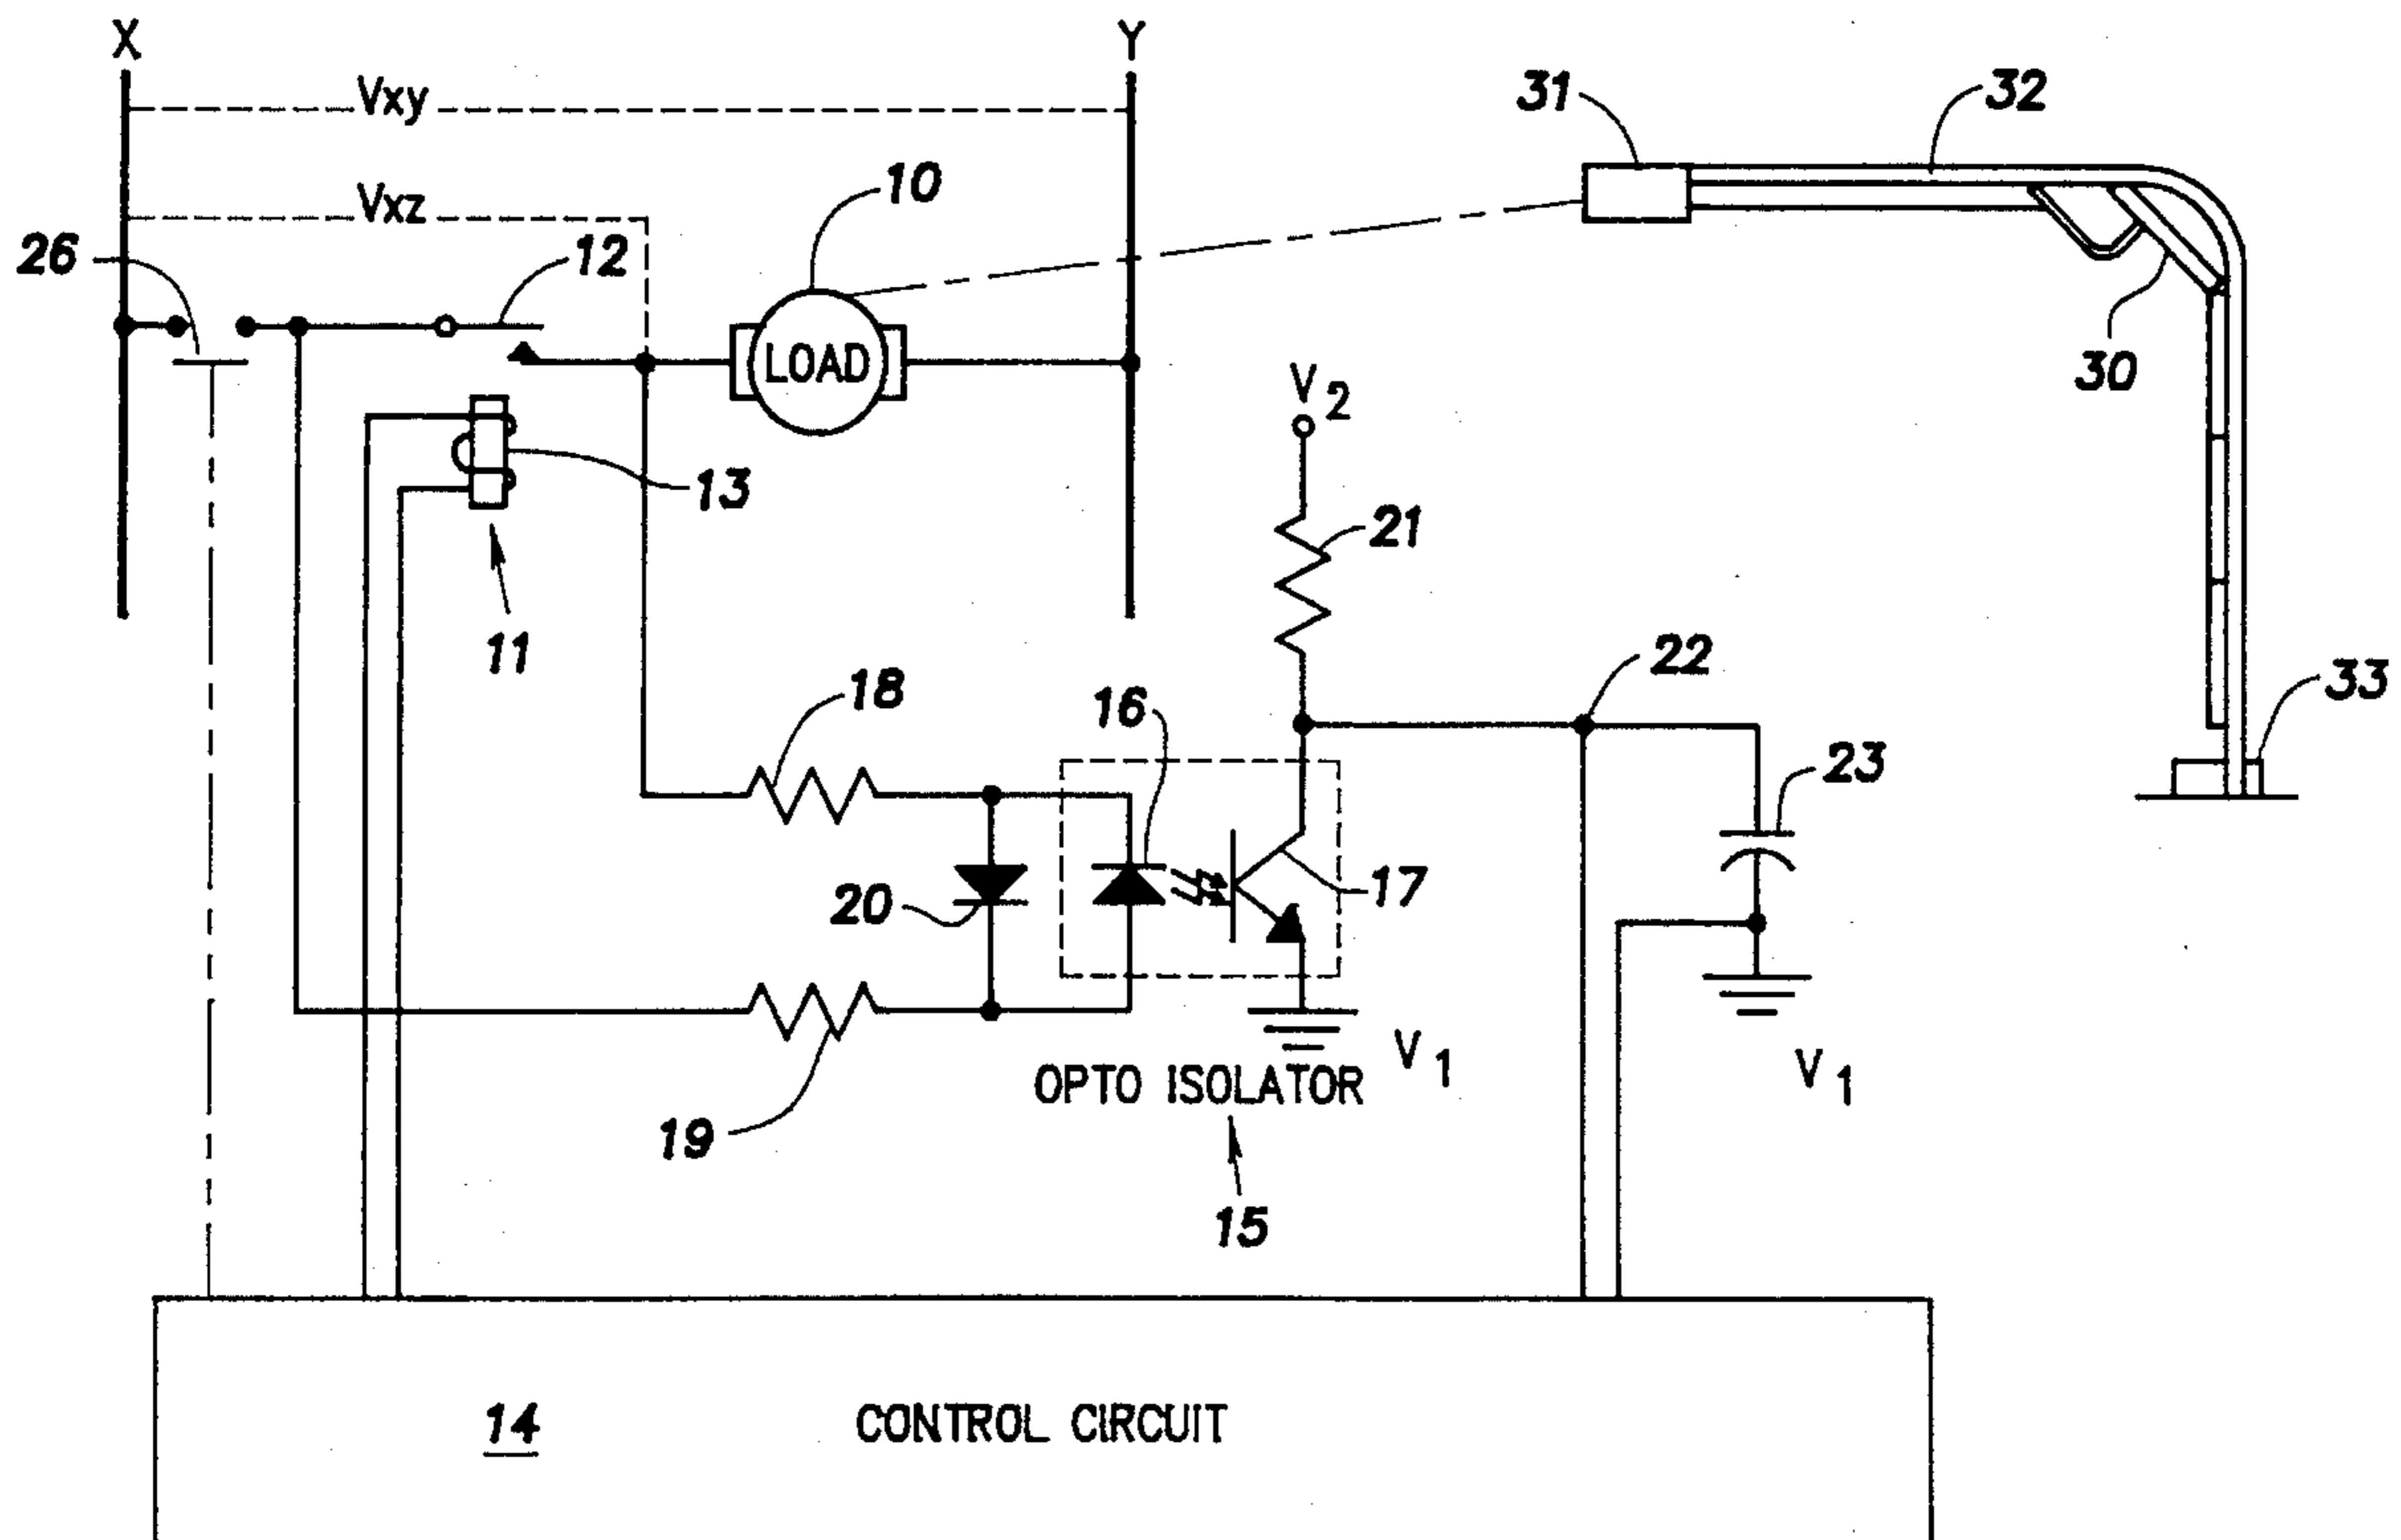 X
Y
Vxy
31
32
Vxz
10
26
12
LOAD
V2
30
13
21
11
22
18
16
33
23
20
17
V1
OPTO ISOLATOR
V1
19
15
14
CONTROL CIRCUIT